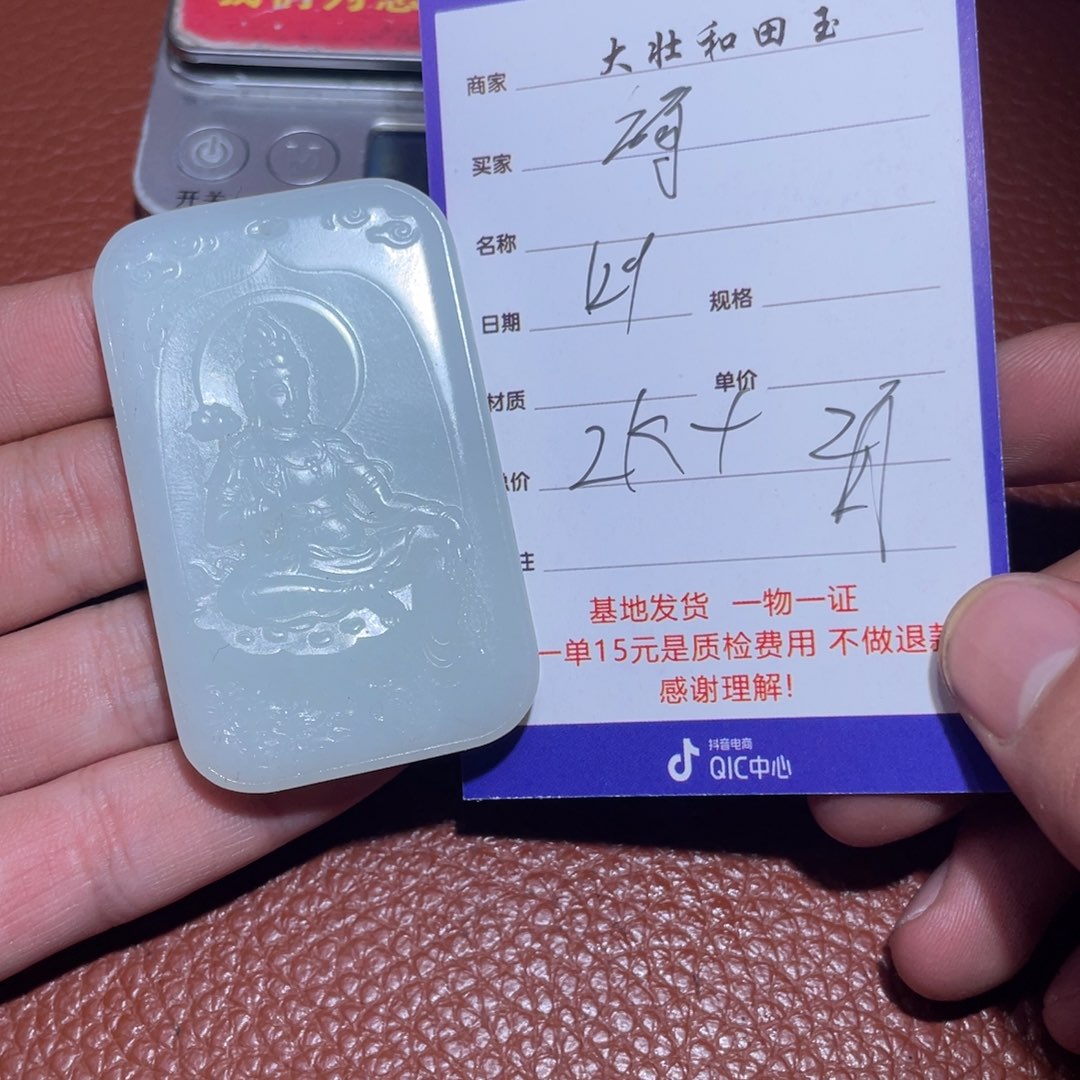 开关
商家 大壮和田玉
买家
名称
日期
规格
材质
单价
价 2K+
注
基地发货 一物一证
一单15元是质检费用 不做退款
感谢理解!
抖音电商
QIC中心